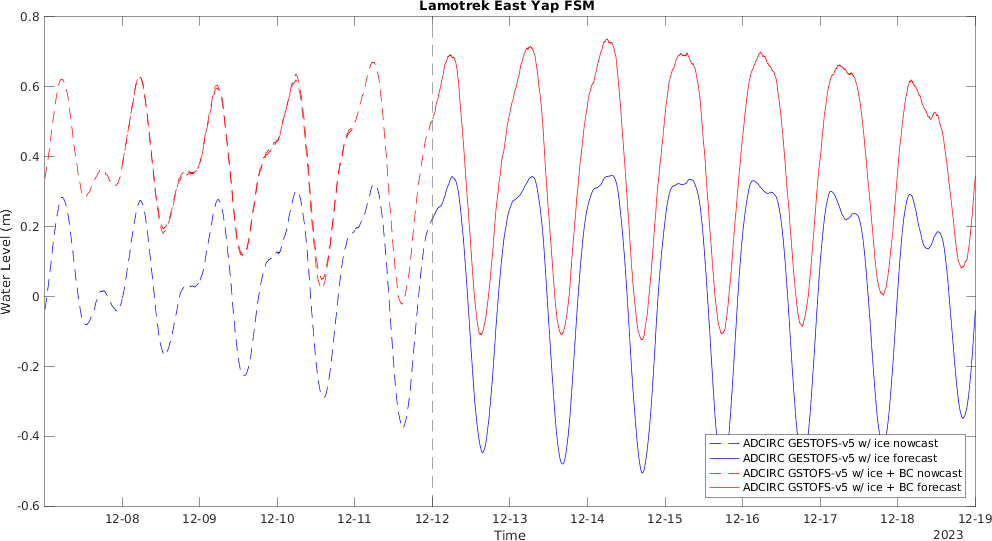 Lamotrek East Yap FSM
0.8
0.6
0.4
0.2
0
-0.2
-0.4
-0.6
Water Level (m)
12-08 12-09 12-10 12-11 12-12 12-13 12-14 12-15 12-16 12-17 12-18 12-19
Time
2023
ADCIRC GESTOFS-v5 w/ ice nowcast
ADCIRC GESTOFS-v5 w/ ice forecast
ADCIRC GSTOFS-v5 w/ ice + BC nowcast
ADCIRC GSTOFS-v5 w/ ice + BC forecast